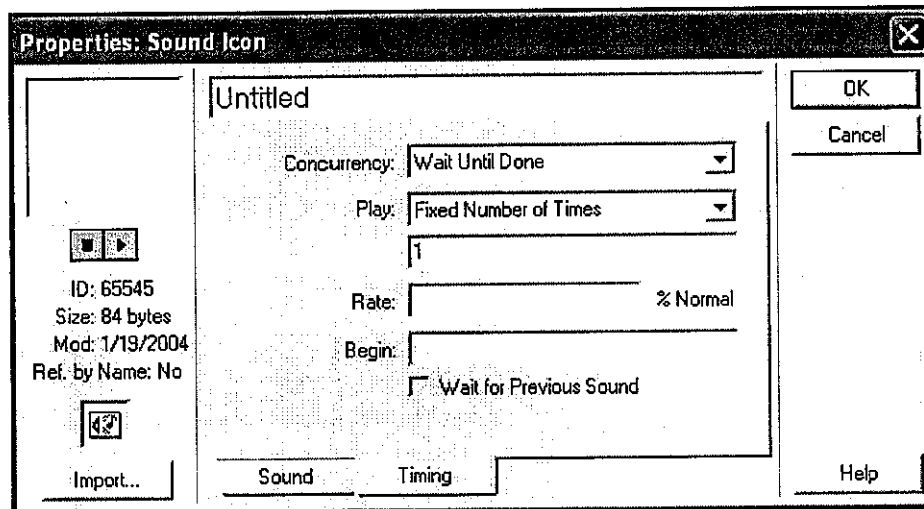 Properties: Sound Icon
Untitled
OK
Cancel
Concurrency: Wait Until Done
Play: Fixed Number of Times
1
ID: 65545
Size: 84 bytes
Mod: 1/19/2004
Ref. by Name: No
Rate: % Normal
Begin:
Wait for Previous Sound
Import...
Sound
Timing
Help